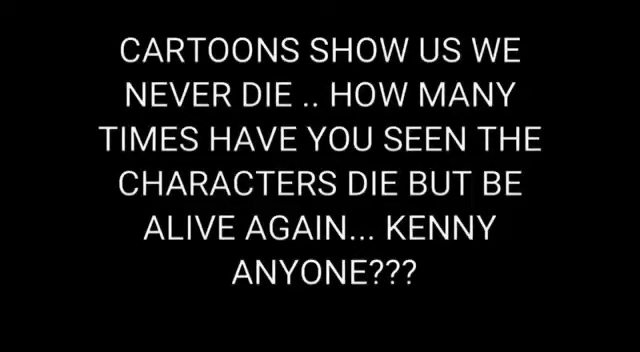 CARTOONS SHOW US WE
NEVER DIE .. HOW MANY
TIMES HAVE YOU SEEN THE
CHARACTERS DIE BUT BE
ALIVE AGAIN... KENNY
ANYONE???